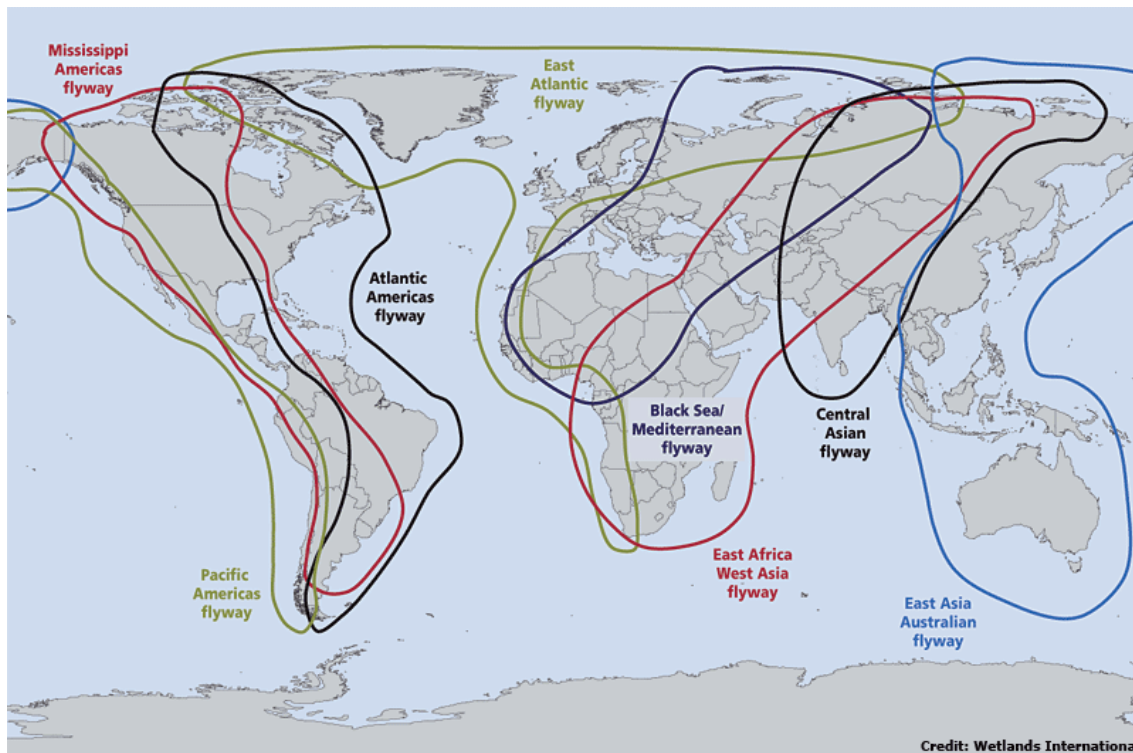 Mississippi
Americas
flyway
East
Atlantic
flyway
Atlantic
Americas
flyway
Black Sea/
Mediterranean
flyway
Central
Asian
flyway
Pacific
Americas
flyway
East Africa
West Asia
flyway
East Asia
Australian
flyway
Credit: Wetlands Internationa